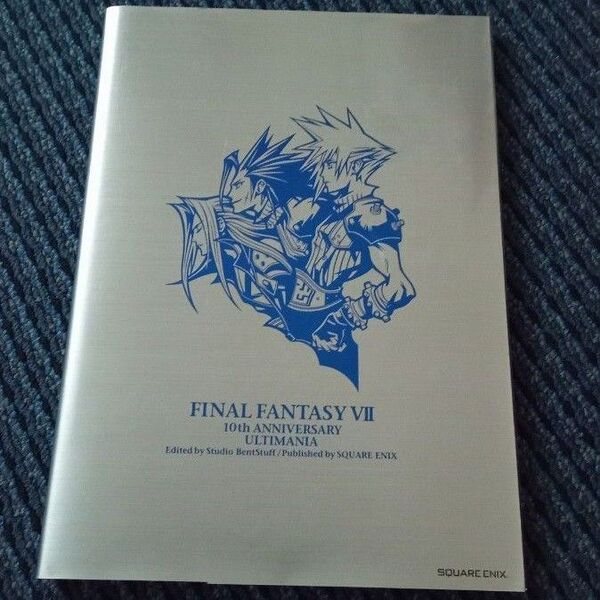 FINAL FANTASY VII
10th ANNIVERSARY
ULTIMANIA
Edited by Studio BentStuff / Published by SQUARE ENIX
SQUARE ENIX.